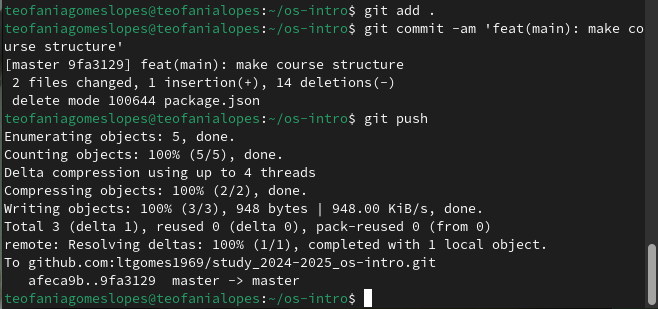 teofaniagomeslopes@teofanialopes:~/os-intro$ git add .
teofaniagomeslopes@teofanialopes:~/os-intro$ git commit -am 'feat(main): make co
urse structure'
[master 9fa3129] feat(main): make course structure
 2 files changed, 1 insertion(+), 14 deletions(-)
 delete mode 100644 package.json
teofaniagomeslopes@teofanialopes:~/os-intro$ git push
Enumerating objects: 5, done.
Counting objects: 100% (5/5), done.
Delta compression using up to 4 threads
Compressing objects: 100% (2/2), done.
Writing objects: 100% (3/3), 948 bytes | 948.00 KiB/s, done.
Total 3 (delta 1), reused 0 (delta 0), pack-reused 0 (from 0)
remote: Resolving deltas: 100% (1/1), completed with 1 local object.
To github.com:ltgomes1969/study_2024-2025_os-intro.git
   afeca9b..9fa3129  master -> master
teofaniagomeslopes@teofanialopes:~/os-intro$